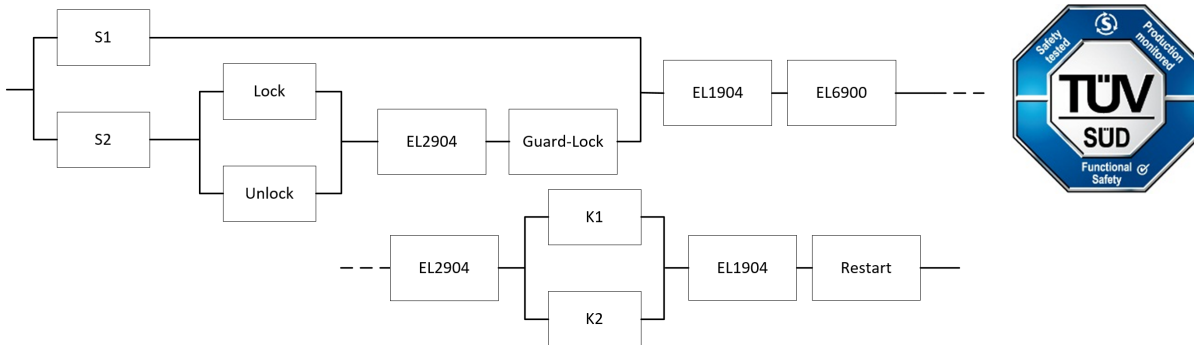 S1
S2
Lock
Unlock
EL2904
Guard-Lock
EL1904
EL6900
Safety
tested
S
Production
monitored
TÜV
SÜD
Functional
Safety
EL2904
K1
K2
EL1904
Restart